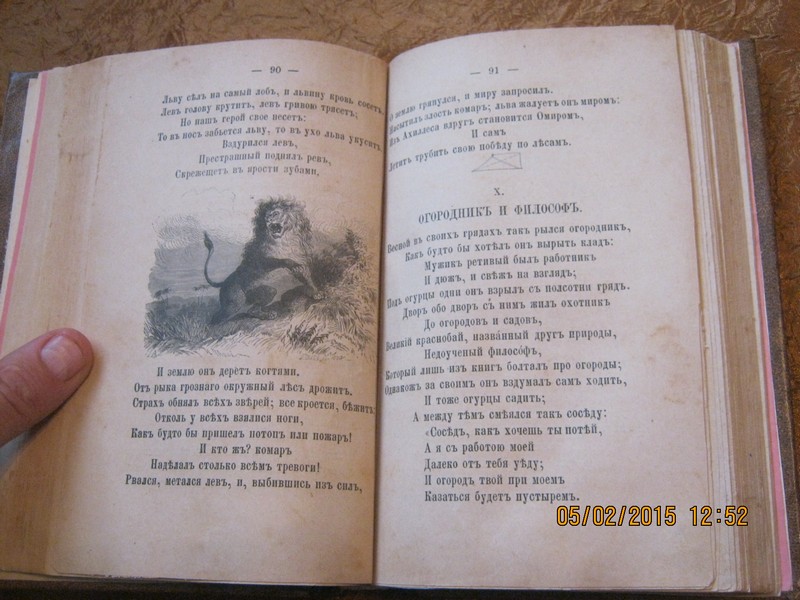 — 90 —
Льву сѣлъ на самый лобъ, и львину кровь сосетъ,
Левъ голову крутитъ, левъ гривою трясетъ;
Но нашъ герой свое несетъ:
То въ носъ забьется льву, то въ ухо льва укуситъ
Вздурился левъ,
Престрашный поднялъ ревъ,
Скрежещетъ въ ярости зубами,
И землю онъ деретъ когтями.
Отъ рыка грознаго окружный лѣсъ дрожитъ,
Страхъ обнялъ всѣхъ звѣрей; все кроется, бѣжитъ:
Отколь у всѣхъ взялися ноги,
Какъ будто бы пришелъ потопъ или пожаръ!
И кто жъ? комаръ
Надѣлалъ столько всѣмъ тревоги!
Рвался, метался левъ, и, выбившись изъ силъ,
— 91 —
О землю грянулся, и миру запросилъ.
Насытилъ злость комаръ; льва жалуетъ онъ миромъ:
Изъ Ахиллеса вдругъ становится Омиромъ,
И самъ
Летитъ трубить свою побѣду по лѣсамъ.
X.
ОГОРОДНИКЪ И ФИЛОСОФЪ.
Весной въ своихъ грядахъ такъ рылся огородникъ,
Какъ будто бы хотѣлъ онъ вырыть кладъ:
Мужикъ ретивый былъ работникъ
И дюжъ, и свѣжъ на взглядъ;
Подъ огурцы одни онъ взрылъ съ полсотни грядъ.
Дворъ обо дворъ съ нимъ жилъ охотникъ
До огородовъ и садовъ,
Великій краснобай, названный другъ природы,
Недоученый философъ,
Который лишь изъ книгъ болталъ про огороды;
Однакожъ за своимъ онъ вздумалъ самъ ходить,
И тоже огурцы садить;
А между тѣмъ смѣялся такъ сосѣду:
«Сосѣдъ, какъ хочешь ты потѣй,
А я съ работою моей
Далеко отъ тебя уѣду;
И огородъ твой при моемъ
Казаться будетъ пустыремъ.
05/02/2015 12:52